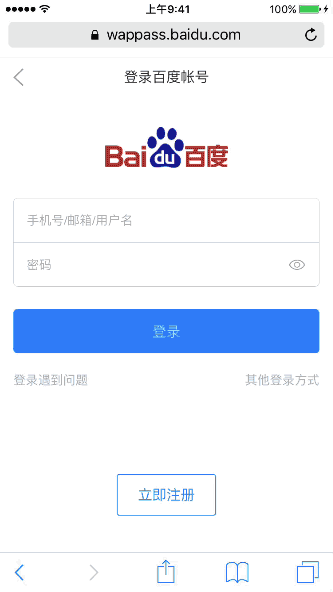 上午9:41
100%
wappass.baidu.com
登录百度帐号
Bai du 百度
手机号/邮箱/用户名
密码
登录
登录遇到问题
其他登录方式
立即注册